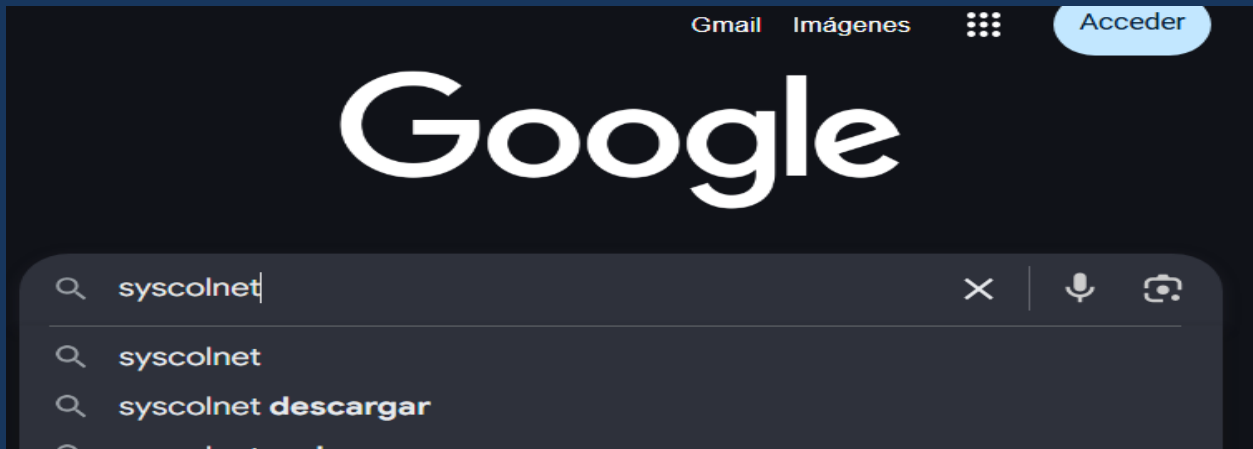 Gmail Imágenes Acceder
Google
syscolnet
syscolnet
syscolnet descargar